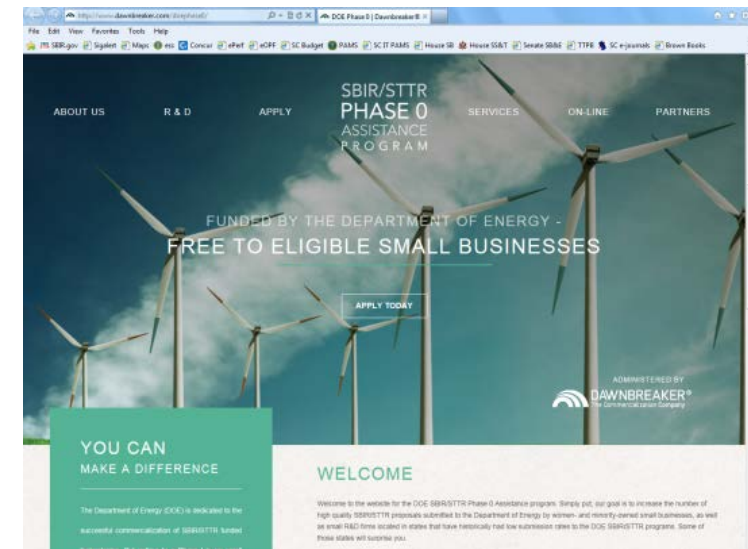 http://www.dawnbreaker.com/doephase0/
DOE Phase 0 | Dawnbreaker®
File Edit View Favorites Tools Help
SBIR.gov Sigalert Maps Concur ePerf eOPF SC Budget PAMS SC IT PAMS House SB House SS&T Senate SB&E TTPB SC e-journals Brown Books
ABOUT US R & D APPLY SERVICES ON-LINE PARTNERS
SBIR/STTR
PHASE 0
ASSISTANCE
PROGRAM
FUNDED BY THE DEPARTMENT OF ENERGY -
FREE TO ELIGIBLE SMALL BUSINESSES
APPLY TODAY
ADMINISTERED BY
DAWNBREAKER®
The Commercialization Company
YOU CAN
MAKE A DIFFERENCE
The Department of Energy (DOE) is dedicated to the
successful commercialization of SBIR/STTR funded
WELCOME
Welcome to the website for the DOE SBIR/STTR Phase 0 Assistance program. Simply put, our goal is to increase the number of
high quality SBIR/STTR proposals submitted to the Department of Energy by women- and minority-owned small businesses, as well
as small R&D firms located in states that have historically had low submission rates to the DOE SBIR/STTR programs. Some of
those states will surprise you.